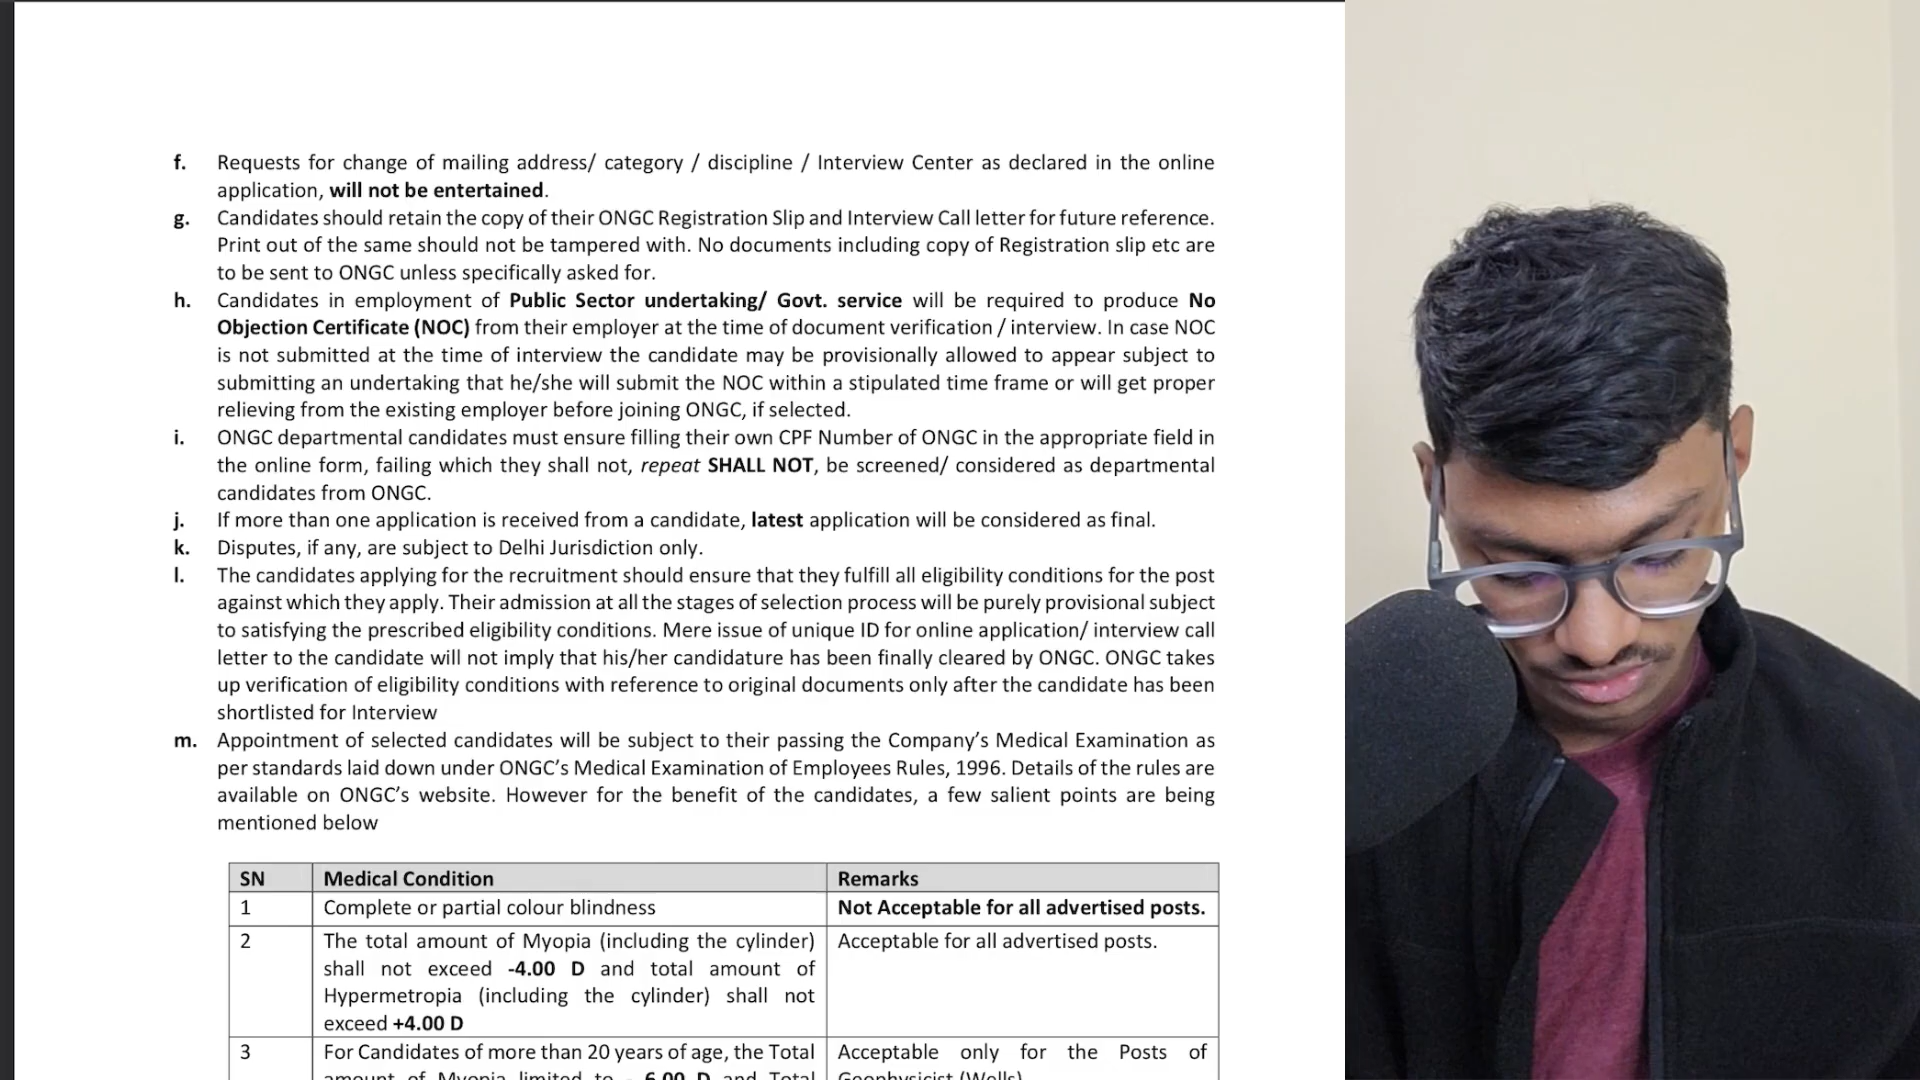 f. Requests for change of mailing address/ category / discipline / Interview Center as declared in the online
application, will not be entertained.
g. Candidates should retain the copy of their ONGC Registration Slip and Interview Call letter for future reference.
Print out of the same should not be tampered with. No documents including copy of Registration slip etc are
to be sent to ONGC unless specifically asked for.
h. Candidates in employment of Public Sector undertaking/ Govt. service will be required to produce No
Objection Certificate (NOC) from their employer at the time of document verification / interview. In case NOC
is not submitted at the time of interview the candidate may be provisionally allowed to appear subject to
submitting an undertaking that he/she will submit the NOC within a stipulated time frame or will get proper
relieving from the existing employer before joining ONGC, if selected.
i. ONGC departmental candidates must ensure filling their own CPF Number of ONGC in the appropriate field in
the online form, failing which they shall not, repeat SHALL NOT, be screened/ considered as departmental
candidates from ONGC.
j. If more than one application is received from a candidate, latest application will be considered as final.
k. Disputes, if any, are subject to Delhi Jurisdiction only.
l. The candidates applying for the recruitment should ensure that they fulfill all eligibility conditions for the post
against which they apply. Their admission at all the stages of selection process will be purely provisional subject
to satisfying the prescribed eligibility conditions. Mere issue of unique ID for online application/ interview call
letter to the candidate will not imply that his/her candidature has been finally cleared by ONGC. ONGC takes
up verification of eligibility conditions with reference to original documents only after the candidate has been
shortlisted for Interview
m. Appointment of selected candidates will be subject to their passing the Company's Medical Examination as
per standards laid down under ONGC's Medical Examination of Employees Rules, 1996. Details of the rules are
available on ONGC's website. However for the benefit of the candidates, a few salient points are being
mentioned below
SN Medical Condition Remarks
1 Complete or partial colour blindness Not Acceptable for all advertised posts.
2 The total amount of Myopia (including the cylinder) Acceptable for all advertised posts.
shall not exceed -4.00 D and total amount of
Hypermetropia (including the cylinder) shall not
exceed +4.00 D
3 For Candidates of more than 20 years of age, the Total Acceptable only for the Posts of
amount of Myopia limited to - 6.00 D and Total Geophysicist (Wells)